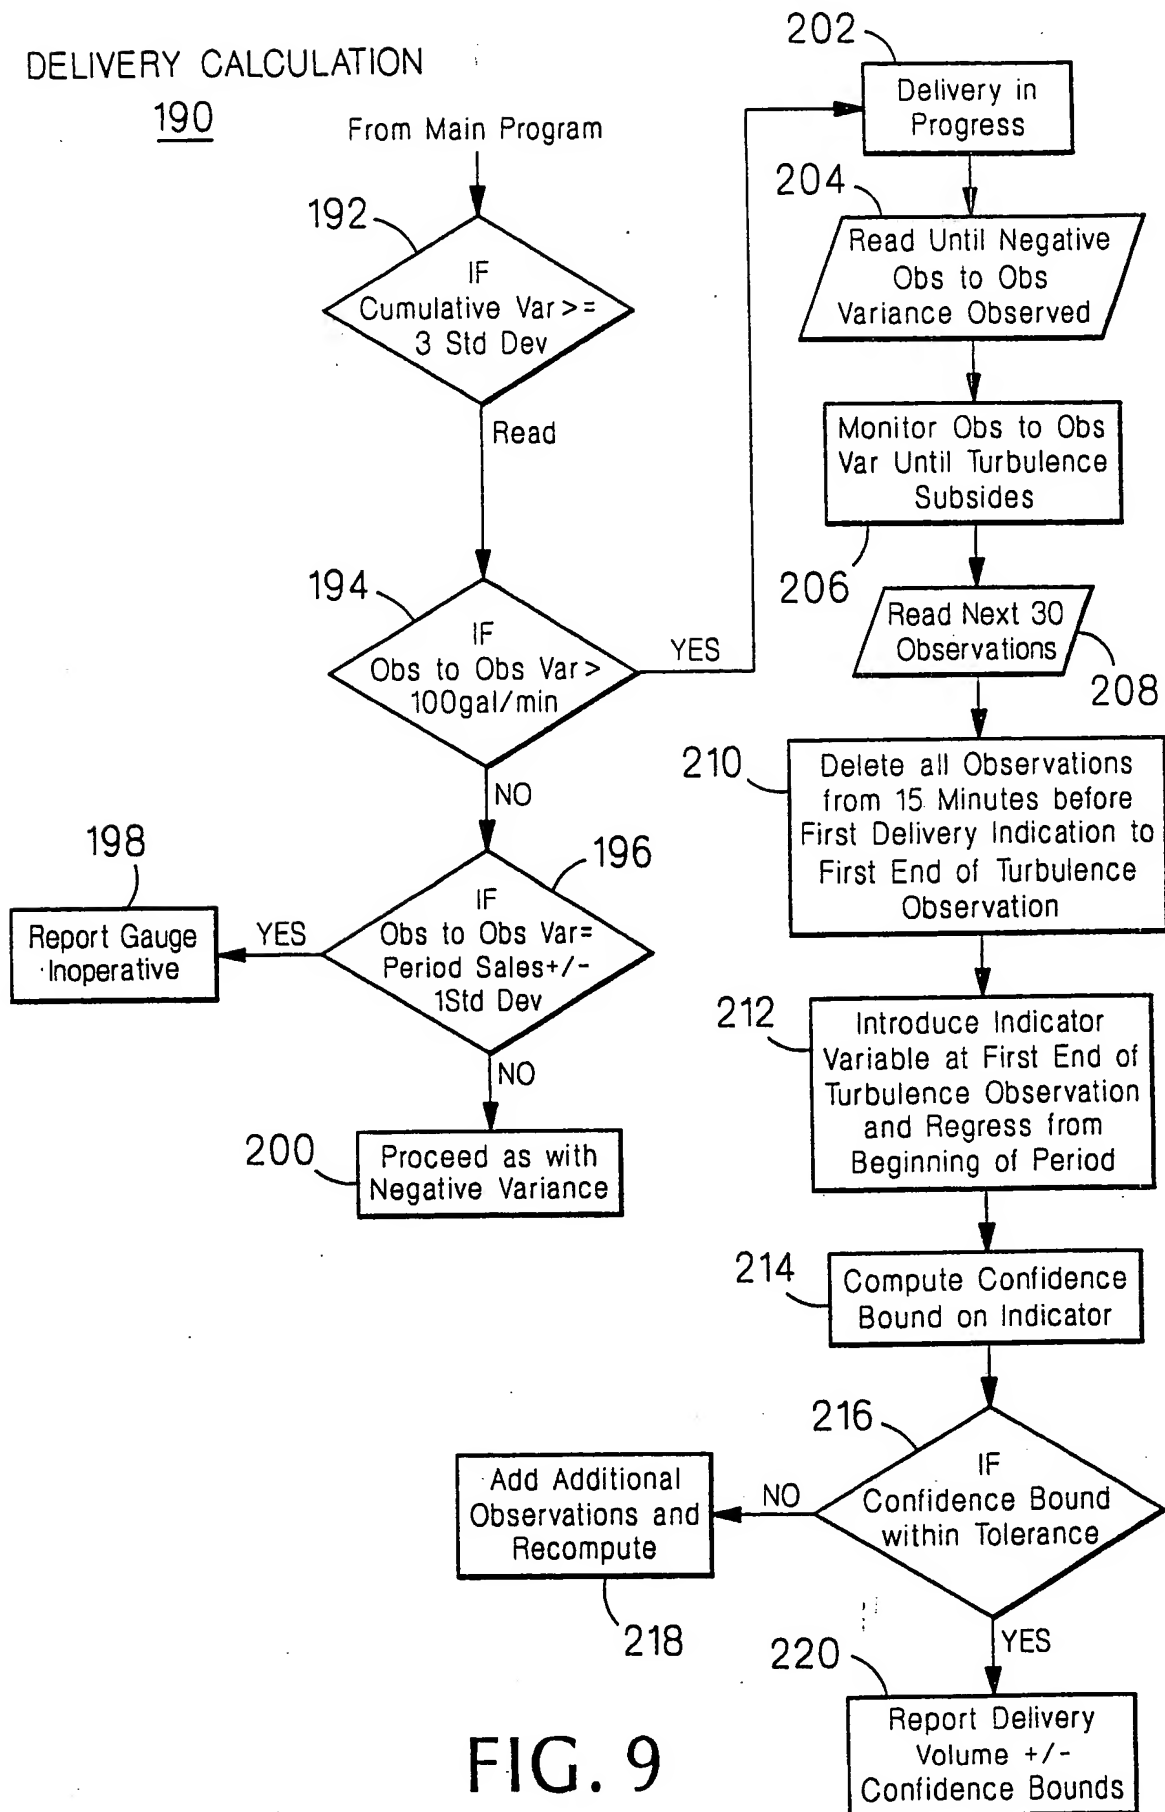 DELIVERY CALCULATION
190
From Main Program
192
IF
Cumulative Var>=
3 Std Dev
Read
194
IF
Obs to Obs Var>
100gal/min
YES
NO
196
IF
Obs to Obs Var=
Period Sales+/-
1Std Dev
YES
198
Report Gauge
Inoperative
NO
200
Proceed as with
Negative Variance
202
Delivery in
Progress
204
Read Until Negative
Obs to Obs
Variance Observed
Monitor Obs to Obs
Var Until Turbulence
Subsides
206
Read Next 30
Observations
208
210
Delete all Observations
from 15 Minutes before
First Delivery Indication to
First End of Turbulence
Observation
212
Introduce Indicator
Variable at First End of
Turbulence Observation
and Regress from
Beginning of Period
214
Compute Confidence
Bound on Indicator
216
IF
Confidence Bound
within Tolerance
NO
Add Additional
Observations and
Recompute
218
YES
220
Report Delivery
Volume +/-
Confidence Bounds
FIG. 9